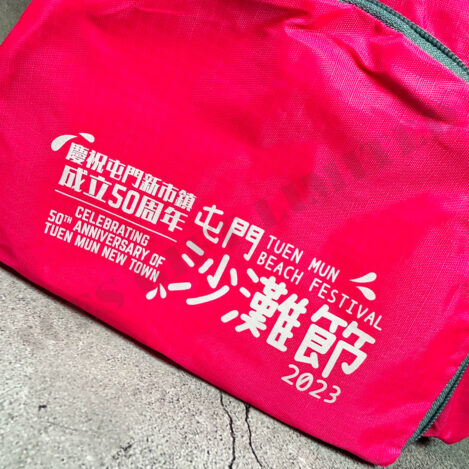 慶祝屯門新市鎮
成立50周年
CELEBRATING
50TH ANNIVERSARY OF
TUEN MUN NEW TOWN
屯門
TUEN MUN
BEACH FESTIVAL
沙灘節
2023